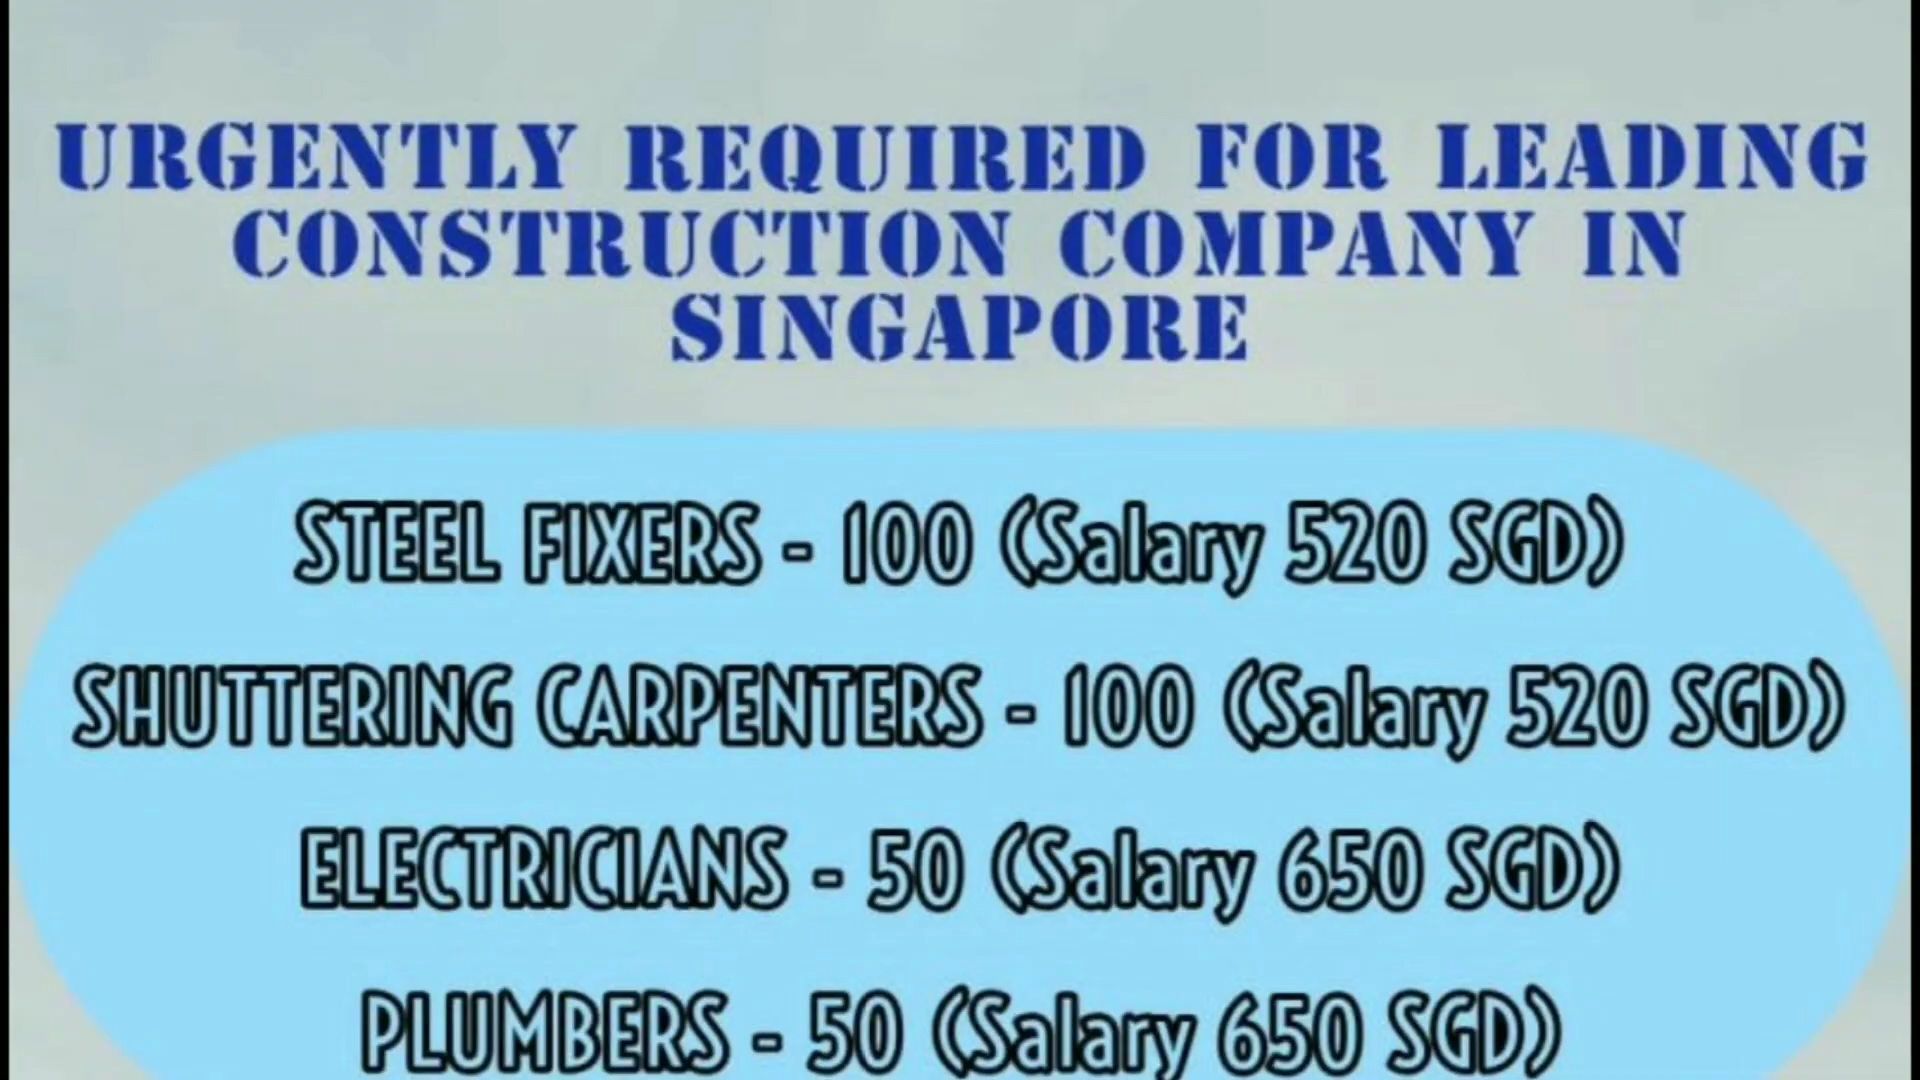 URGENTLY REQUIRED FOR LEADING
CONSTRUCTION COMPANY IN
SINGAPORE
STEEL FIXERS - 100 (Salary 520 SGD)
SHUTTERING CARPENTERS - 100 (Salary 520 SGD)
ELECTRICIANS - 50 (Salary 650 SGD)
PLUMBERS - 50 (Salary 650 SGD)